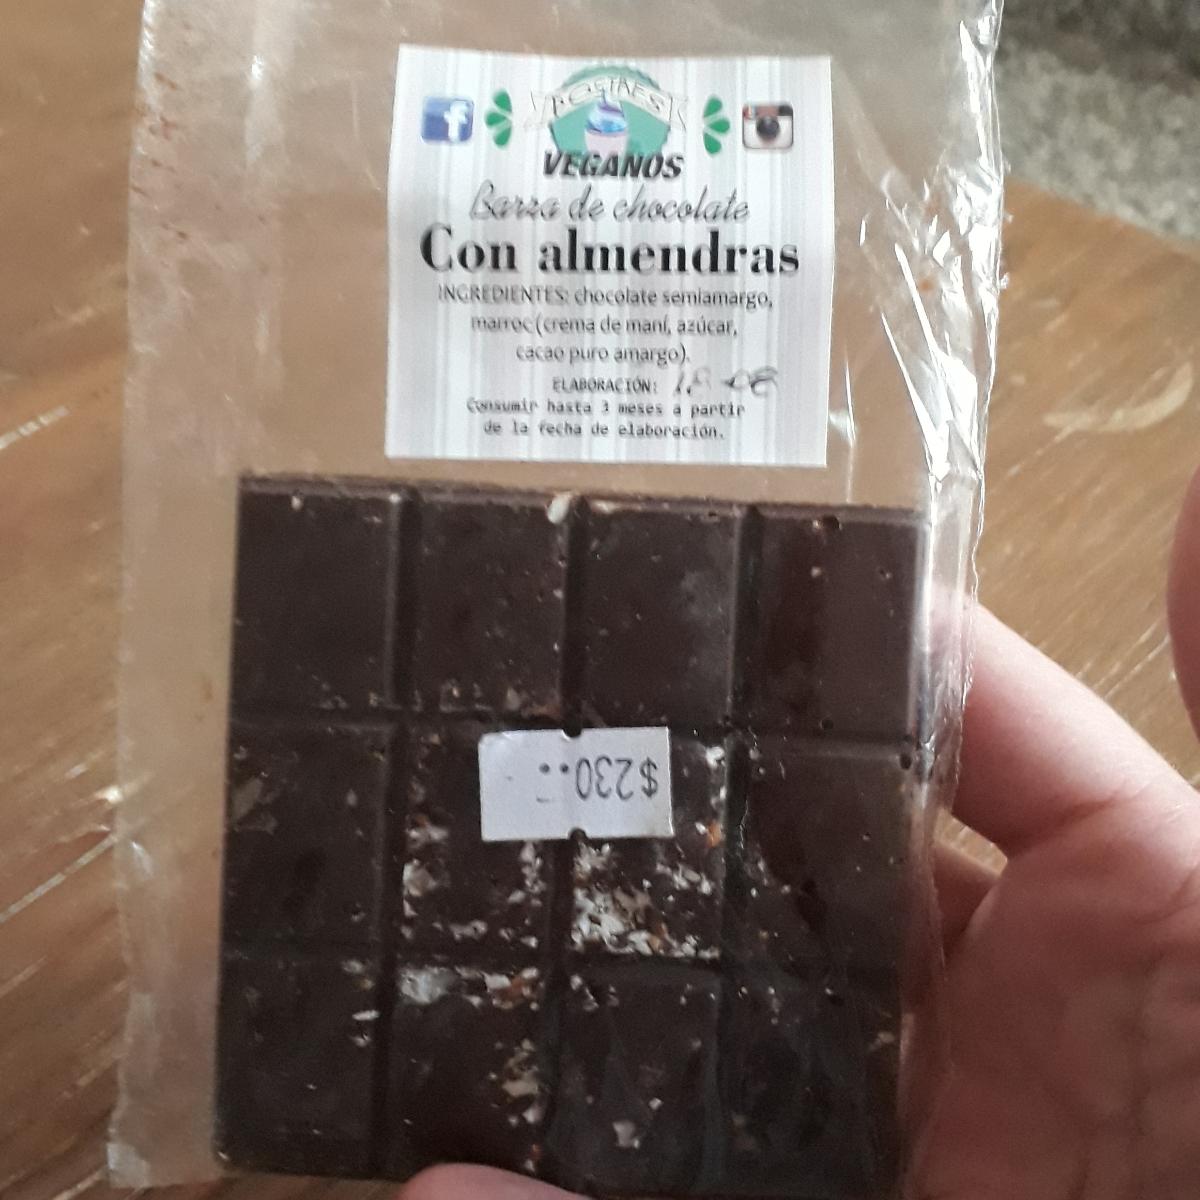 POSTRES
VEGANOS
Barra de chocolate
Con almendras
INGREDIENTES: chocolate semiamargo,
marroc (crema de maní, azúcar,
cacao puro amargo).
ELABORACIÓN:
Consumir hasta 3 meses a partir
de la fecha de elaboración.
$230